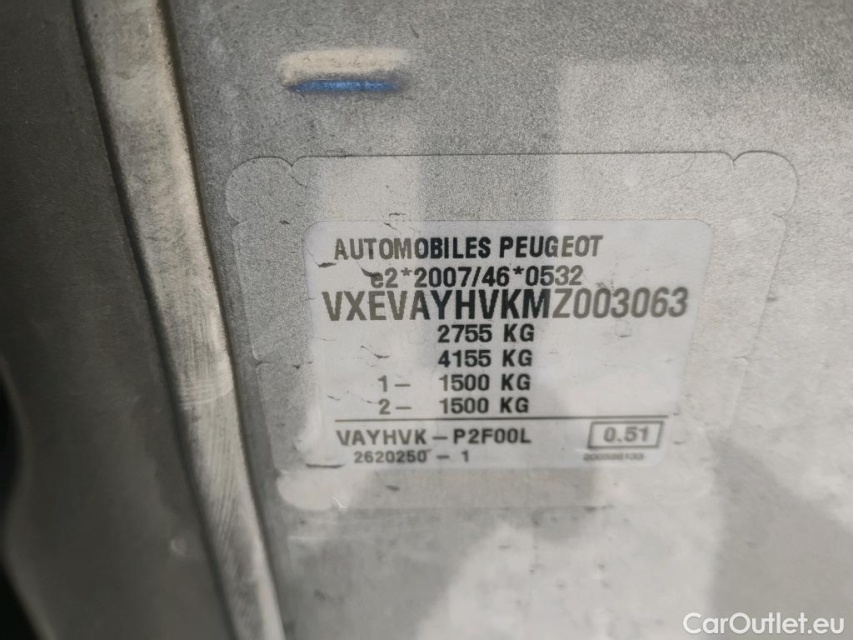 AUTOMOBILES PEUGEOT
e2*2007/46*0532
VXEVAYHVKMZ003063
2755 KG
4155 KG
1- 1500 KG
2- 1500 KG
VAYHVK-P2F00L 0.51
2620250-1
CarOutlet.eu